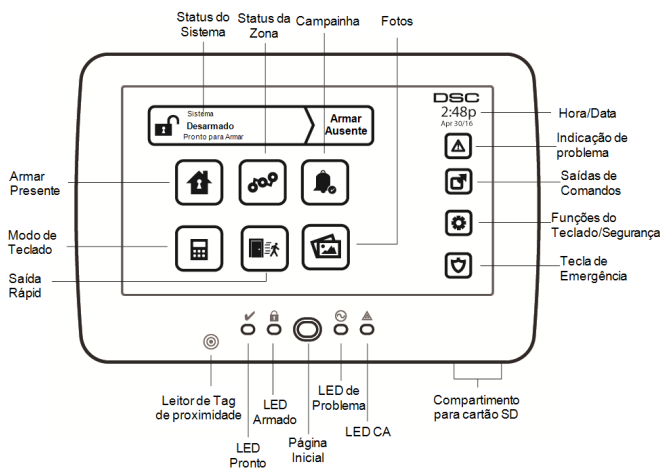 Status do
Sistema
Status da
Zona
Campainha
Fotos
Sistema
Desarmado
Pronto para Armar
Armar
Ausente
DSC
2:48p
Apr 30/16
Hora/Data
Indicação de
problema
Saídas de
Comandos
Funções do
Teclado/Segurança
Tecla de
Emergência
Armar
Presente
Modo de
Teclado
Saída
Rápid
Leitor de Tag
de proximidade
LED
Armado
LED
Pronto
Página
Inicial
LED de
Problema
LED CA
Compartimento
para cartão SD